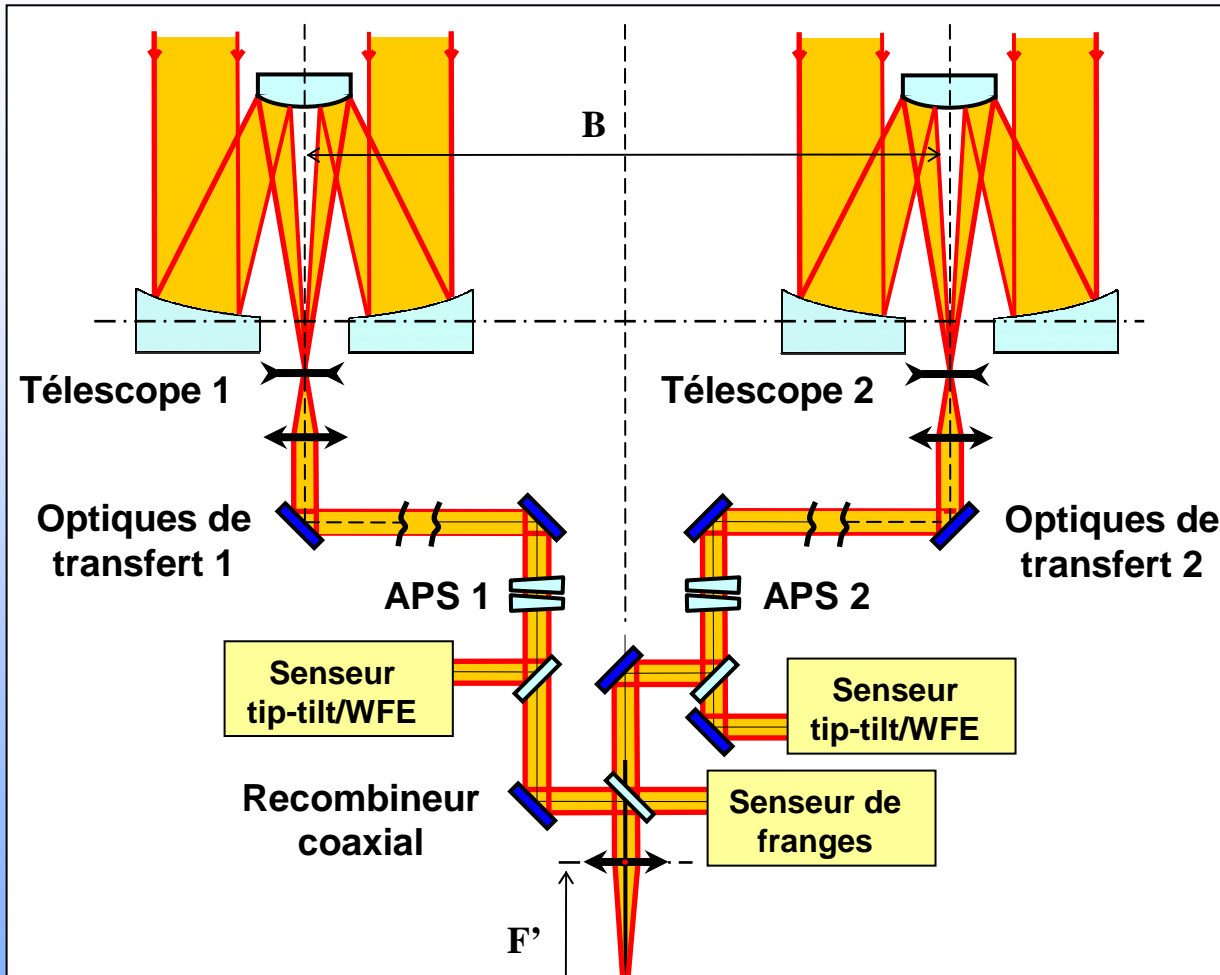 B
Télescope 1
Télescope 2
Optiques de
transfert 1
Optiques de
transfert 2
APS 1
APS 2
Senseur
tip-tilt/WFE
Senseur
tip-tilt/WFE
Recombineur
coaxial
Senseur de
franges
F’